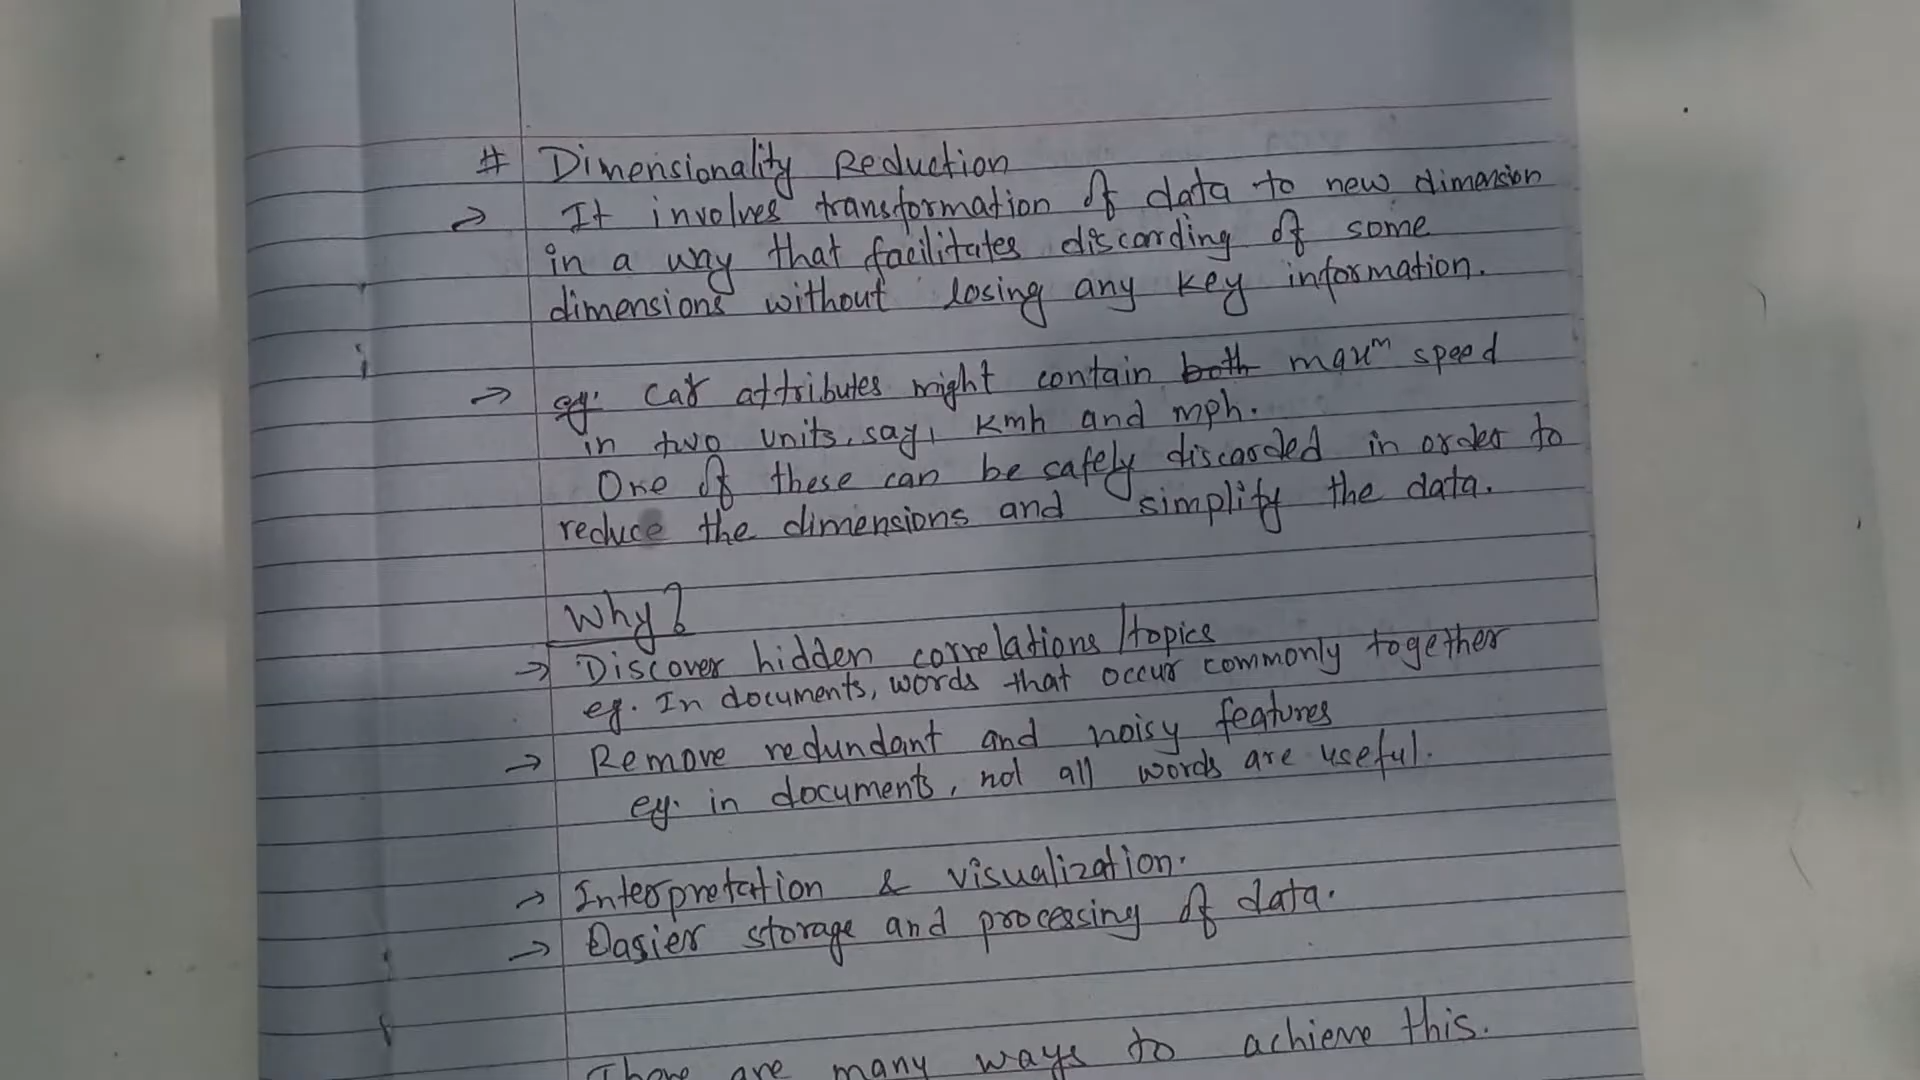 # Dimensionality Reduction
→ It involves transformation of data to new dimension
in a way that facilitates discarding of some
dimensions without losing any key information.
→ eg. Car attributes might contain both maxᵐ speed
in two units, say, Kmh and mph.
One of these can be safely discarded in order to
reduce the dimensions and simplify the data.
Why?
→ Discover hidden correlations/topics
eg. In documents, words that occur commonly together
→ Remove redundant and noisy features
eg. in documents, not all words are useful.
→ Interpretation & visualization.
→ Easier storage and processing of data.
There are many ways to achieve this.